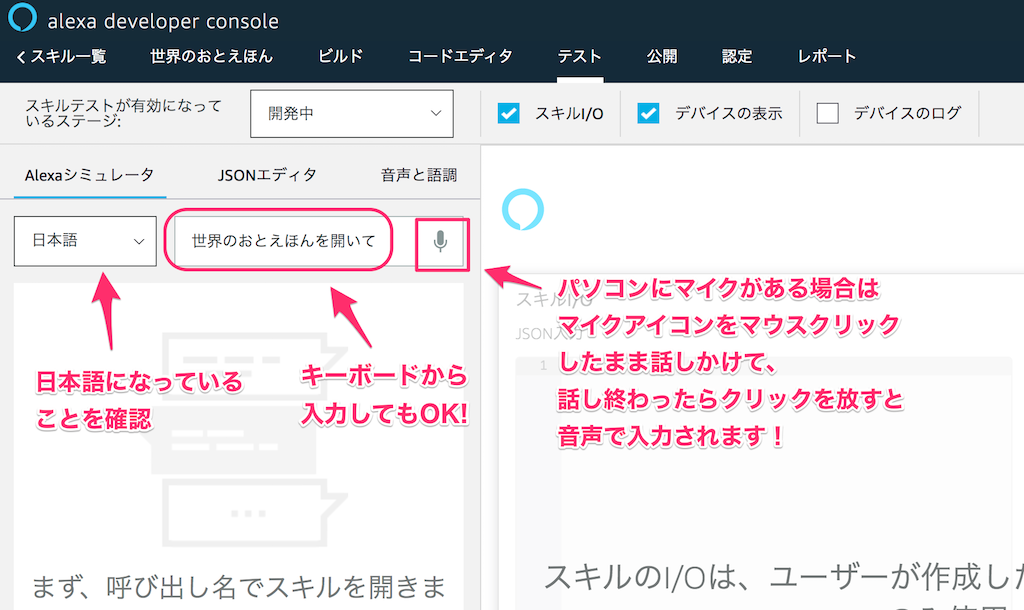 alexa developer console
スキル一覧 世界のおとえほん ビルド コードエディタ テスト 公開 認定 レポート
スキルテストが有効になって
いるステージ:
開発中
スキルI/O デバイスの表示 デバイスのログ
Alexaシミュレータ JSONエディタ 音声と語調
日本語
世界のおとえほんを開いて
日本語になっている
ことを確認
キーボードから
入力してもOK!
パソコンにマイクがある場合は
マイクアイコンをマウスクリック
したまま話しかけて、
話し終わったらクリックを放すと
音声で入力されます！
スキルI/O
JSON入力
1
まず、呼び出し名でスキルを開きま
スキルのI/Oは、ユーザーが作成した